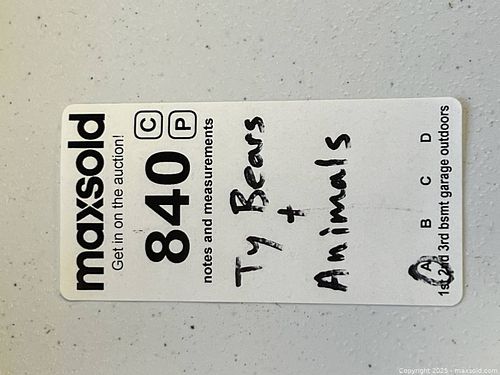 maxsold
Get in on the auction!
840 C P
notes and measurements
Ty Bears
+
Animals
A B C D
1st 2nd 3rd bsmt garage outdoors
Copyright 2025 - maxsold.com